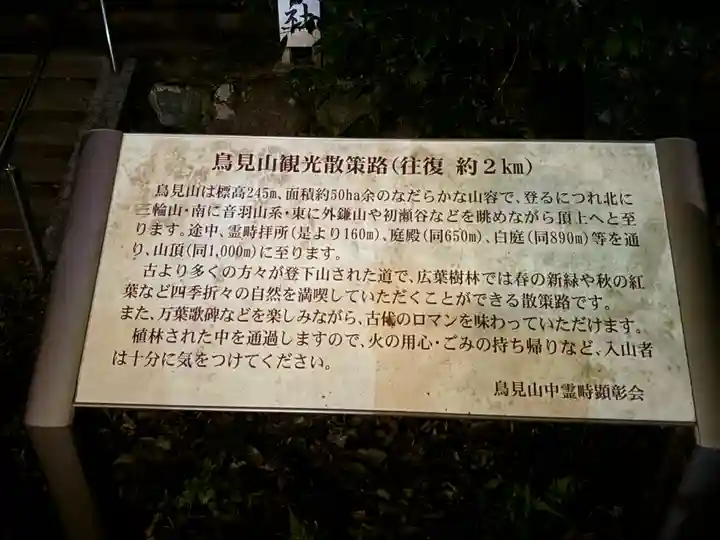 社
鳥見山観光散策路(往復 約2km)
鳥見山は標高245m、面積約50ha余のなだらかな山容で、登るにつれ北に
三輪山・南に音羽山系・東に外鎌山や初瀬谷などを眺めながら頂上へと至
ります。途中、霊畤拝所(是より160m)、庭殿(同650m)、白庭(同890m)等を通
り、山頂(同1,000m)に至ります。
古より多くの方々が登下山された道で、広葉樹林では春の新緑や秋の紅
葉など四季折々の自然を満喫していただくことができる散策路です。
また、万葉歌碑などを楽しみながら、古代のロマンを味わっていただけます。
植林された中を通過しますので、火の用心・ごみの持ち帰りなど、入山者
は十分に気をつけてください。
鳥見山中霊畤顕彰会